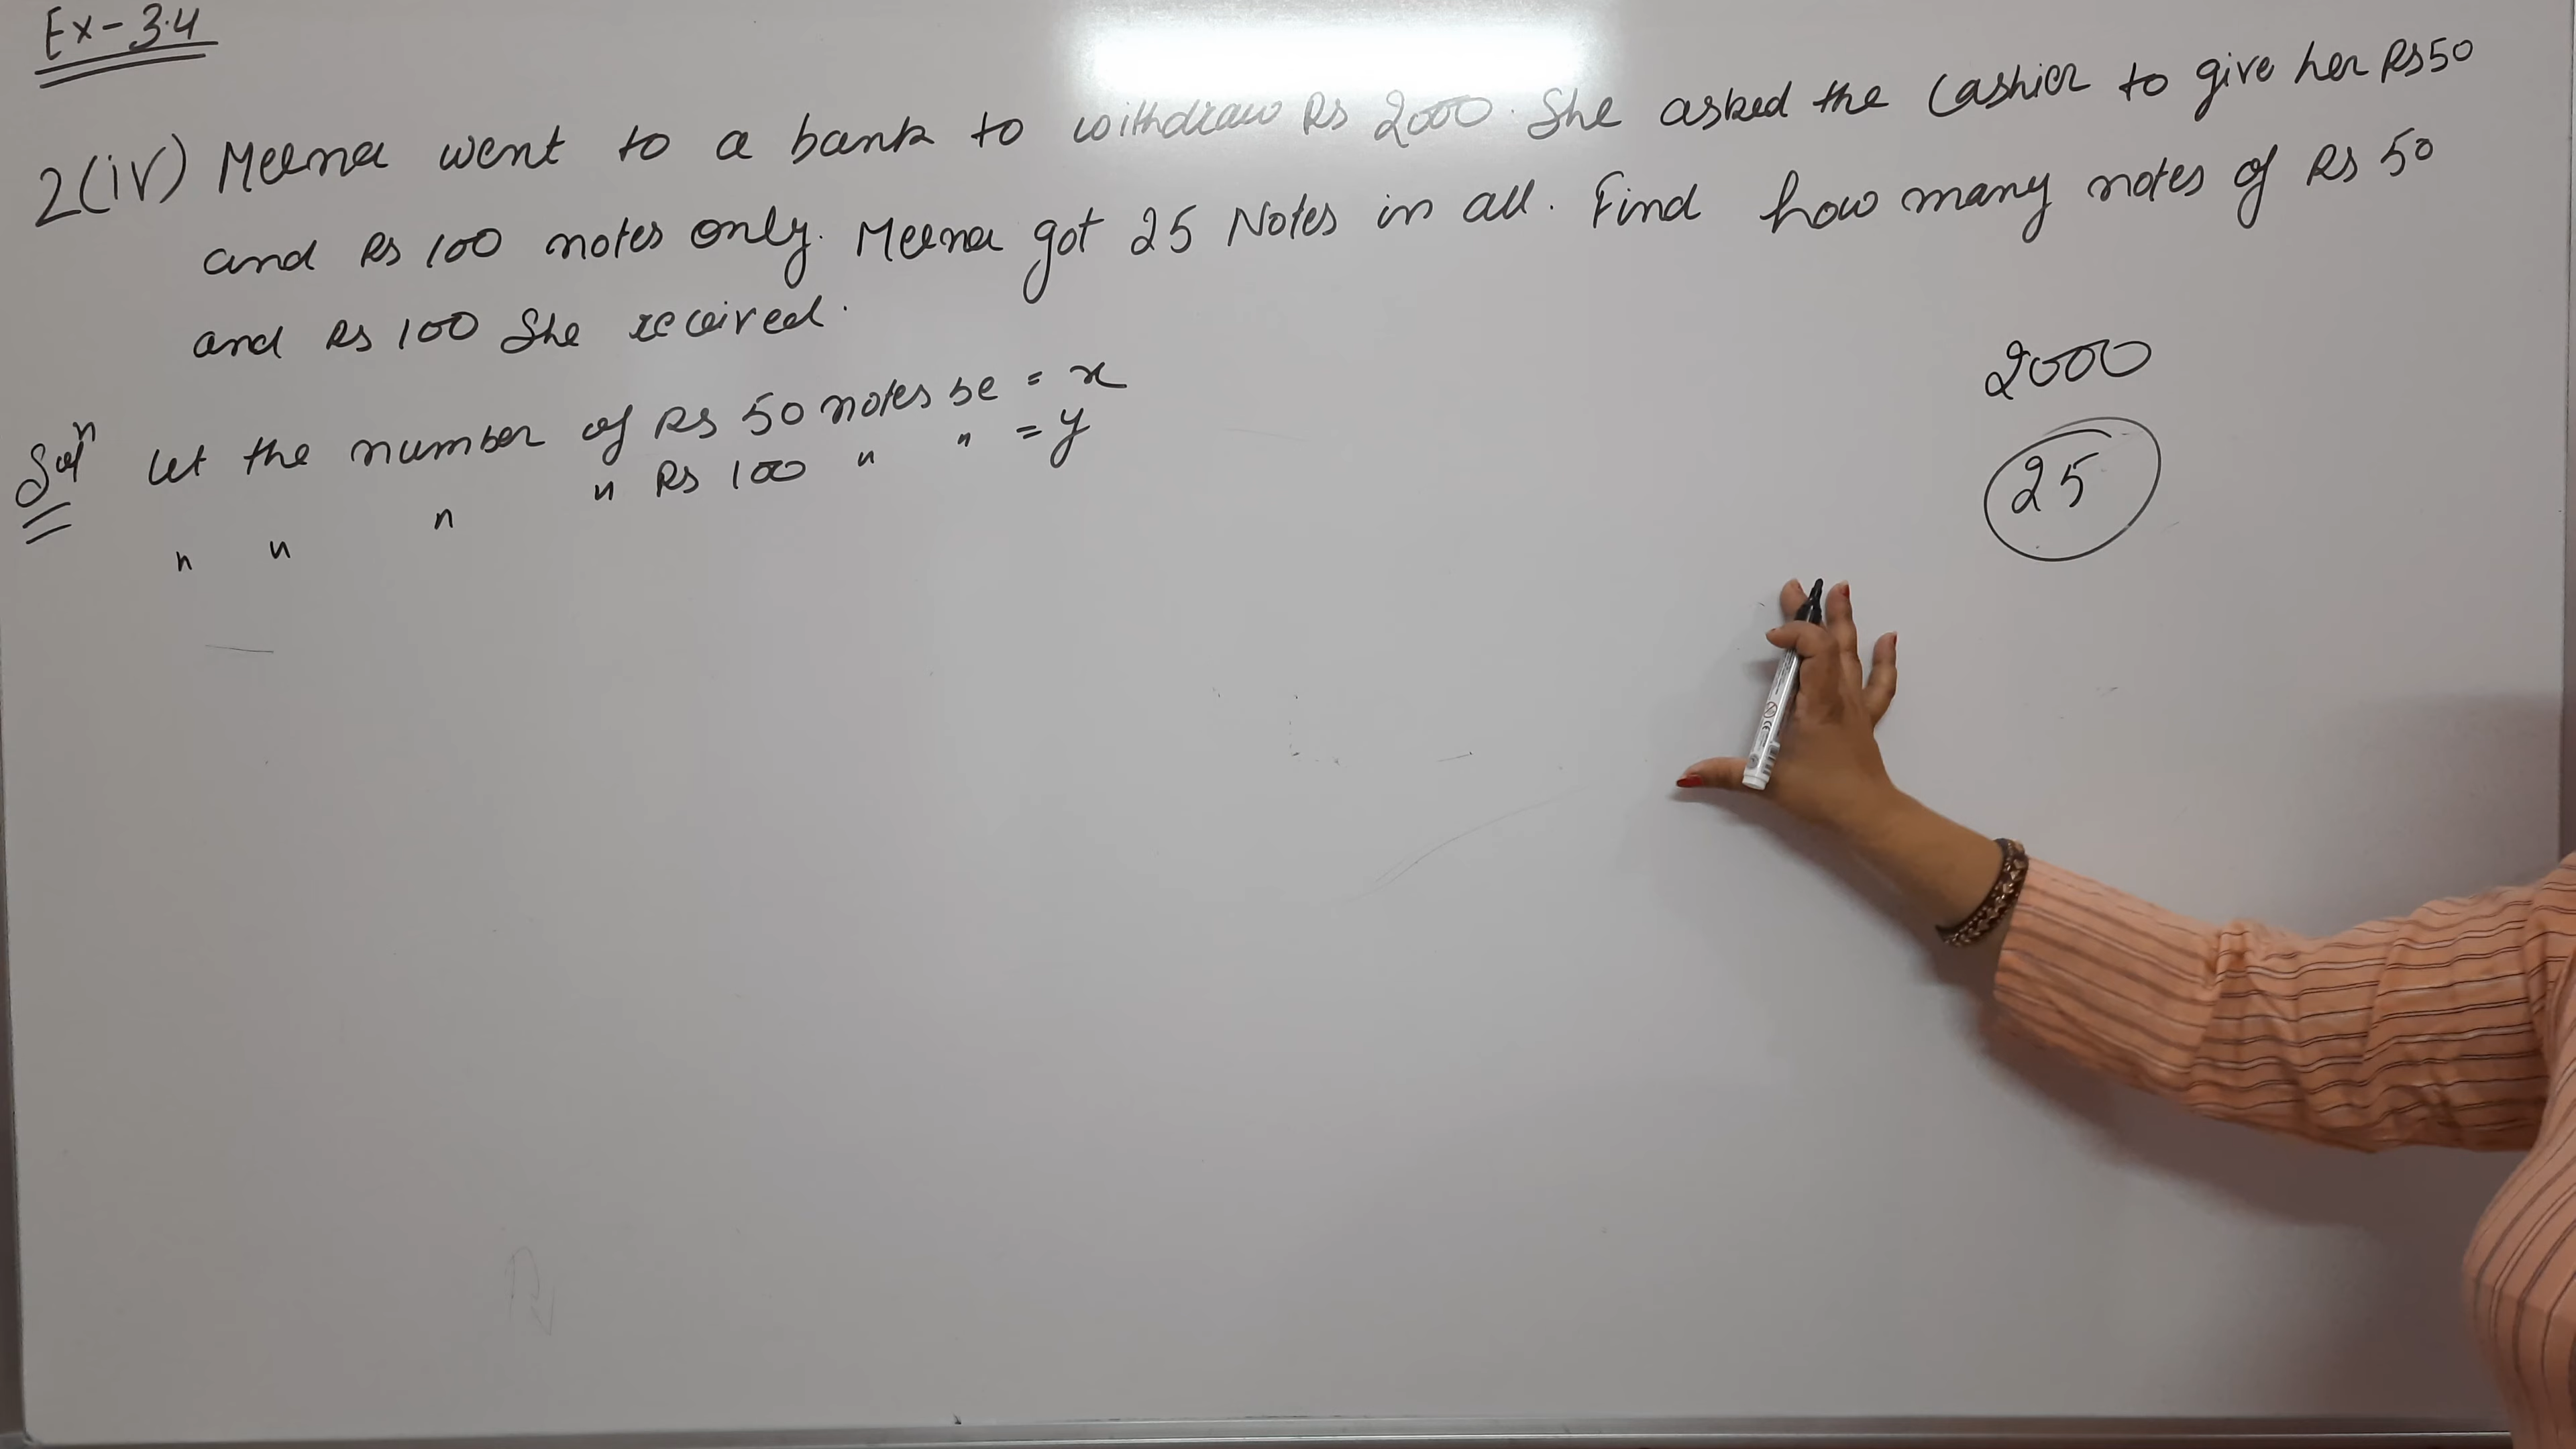 Ex-3.4
2(iv) Meena went to a bank to withdraw Rs 2000. She asked the Cashier to give her Rs 50
and Rs 100 notes only. Meena got 25 Notes in all. Find how many notes of Rs 50
and Rs 100 She received.
Solⁿ Let the number of Rs 50 notes be = x
" " " " Rs 100 " " = y
2000
25